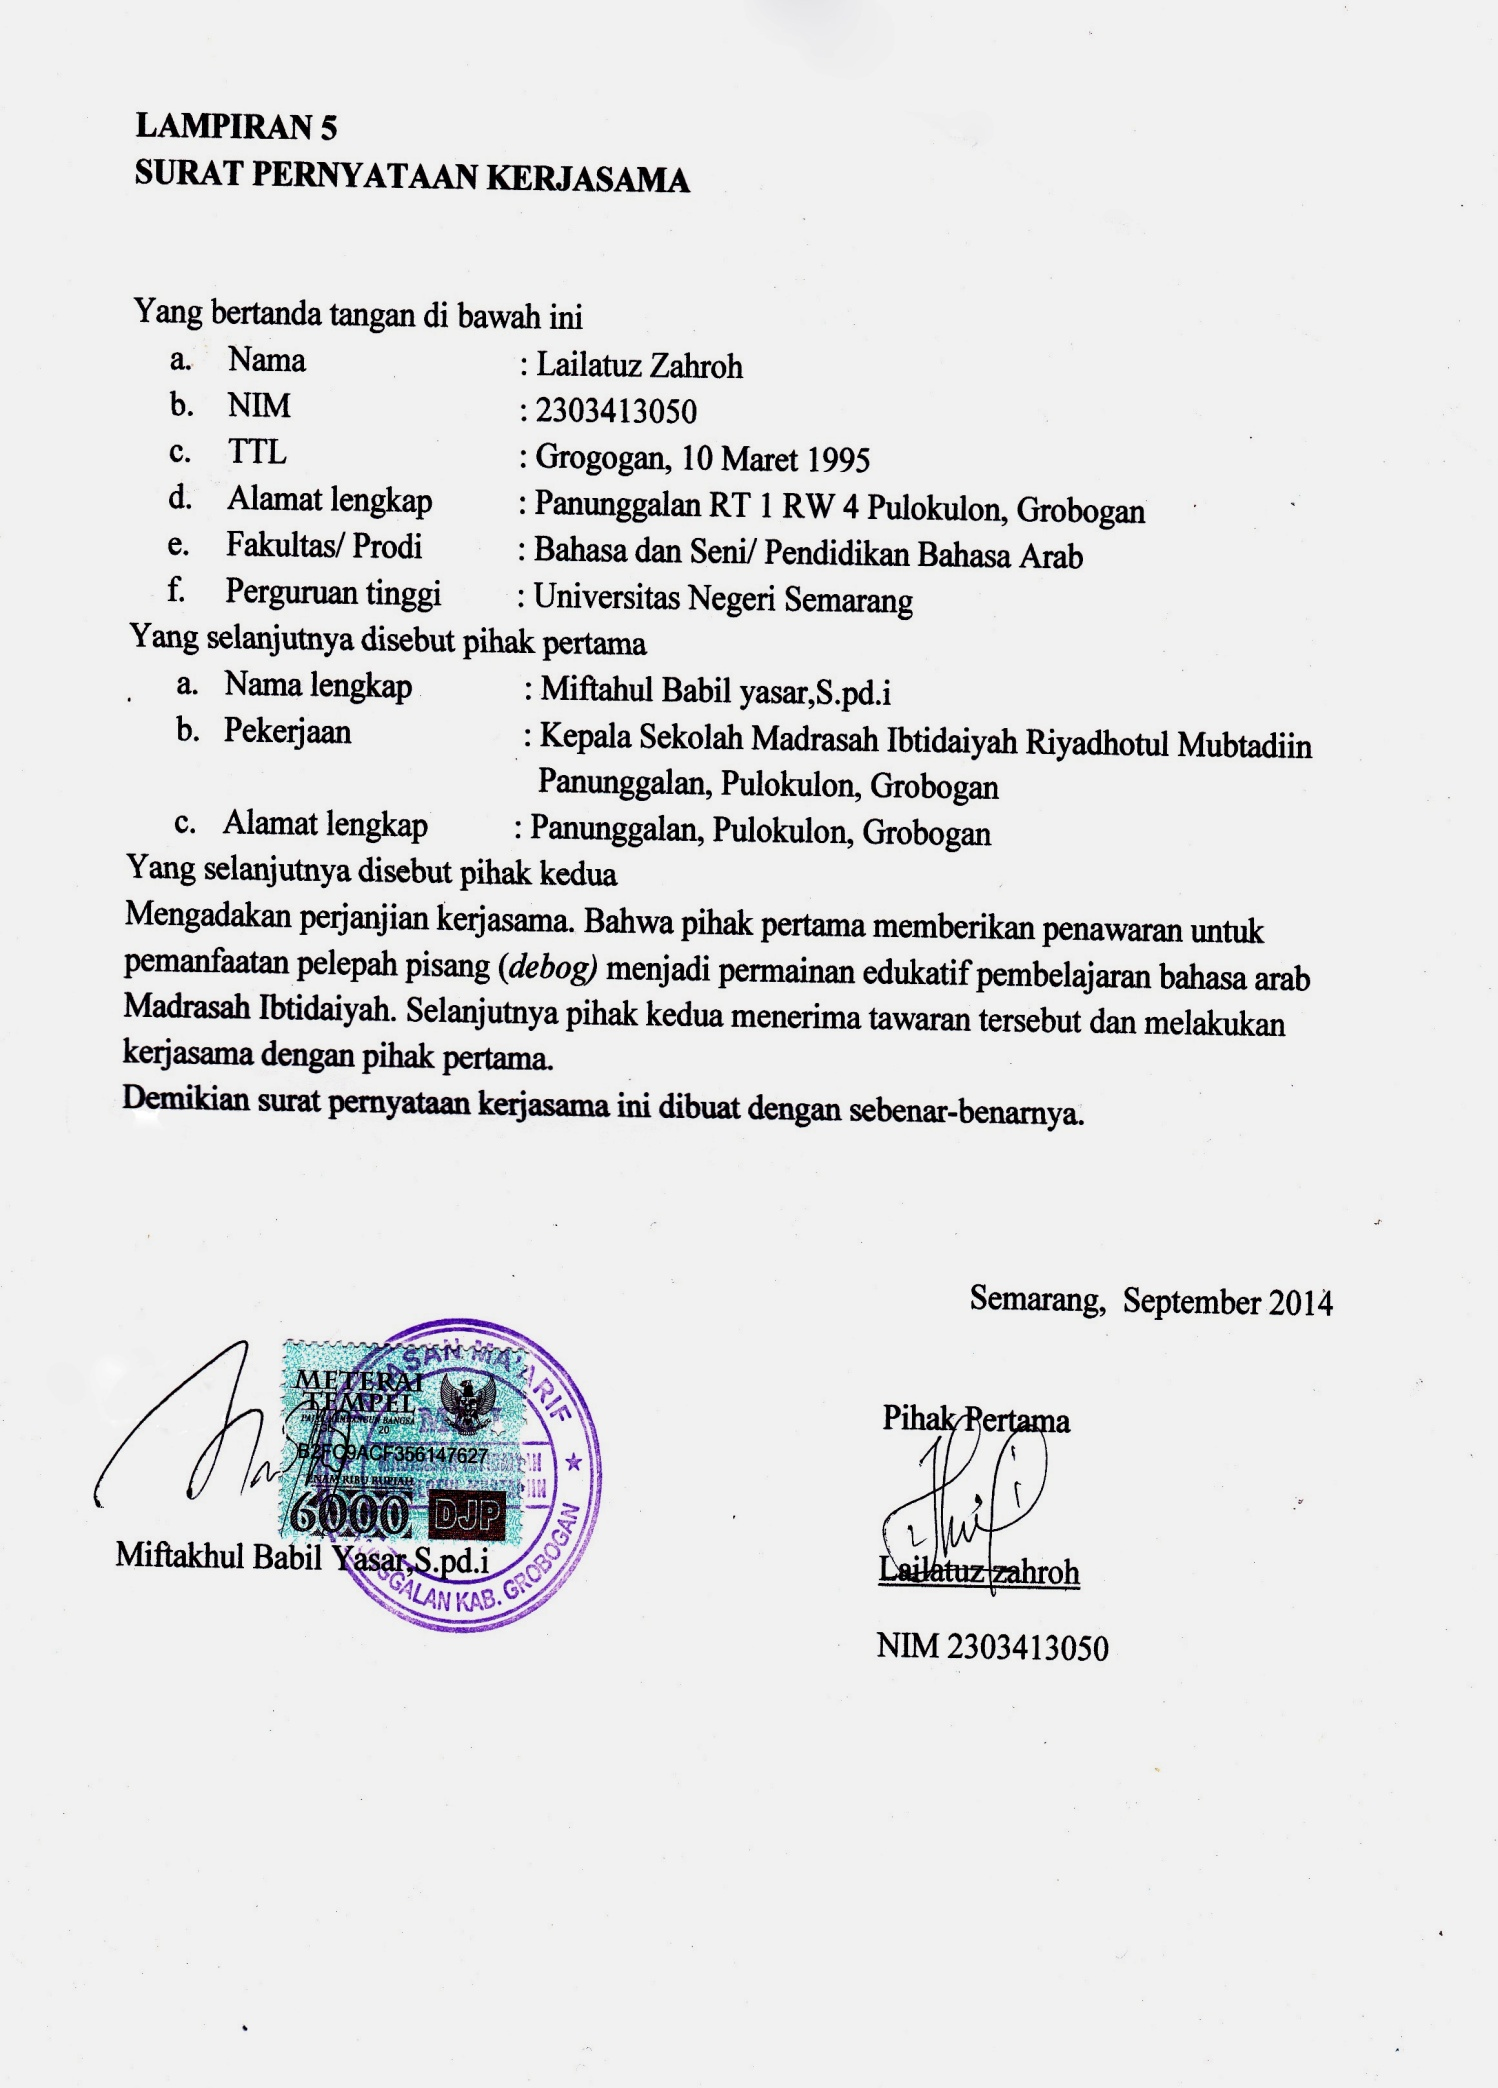 LAMPIRAN 5
SURAT PERNYATAAN KERJASAMA
Yang bertanda tangan di bawah ini
a. Nama : Lailatuz Zahroh
b. NIM : 2303413050
c. TTL : Grogogan, 10 Maret 1995
d. Alamat lengkap : Panunggalan RT 1 RW 4 Pulokulon, Grobogan
e. Fakultas/ Prodi : Bahasa dan Seni/ Pendidikan Bahasa Arab
f. Perguruan tinggi : Universitas Negeri Semarang
Yang selanjutnya disebut pihak pertama
a. Nama lengkap : Miftahul Babil yasar,S.pd.i
b. Pekerjaan : Kepala Sekolah Madrasah Ibtidaiyah Riyadhotul Mubtadiin
Panunggalan, Pulokulon, Grobogan
c. Alamat lengkap : Panunggalan, Pulokulon, Grobogan
Yang selanjutnya disebut pihak kedua
Mengadakan perjanjian kerjasama. Bahwa pihak pertama memberikan penawaran untuk
pemanfaatan pelepah pisang (debog) menjadi permainan edukatif pembelajaran bahasa arab
Madrasah Ibtidaiyah. Selanjutnya pihak kedua menerima tawaran tersebut dan melakukan
kerjasama dengan pihak pertama.
Demikian surat pernyataan kerjasama ini dibuat dengan sebenar-benarnya.
Semarang, September 2014
METERAI
TEMPEL
20
B2FC9ACF356147627
ENAM RIBU RUPIAH
6000 DJP
MA'ARIF
KAB. GROBOGAN
Miftakhul Babil Yasar,S.pd.i
Pihak Pertama
Lailatuz zahroh
NIM 2303413050